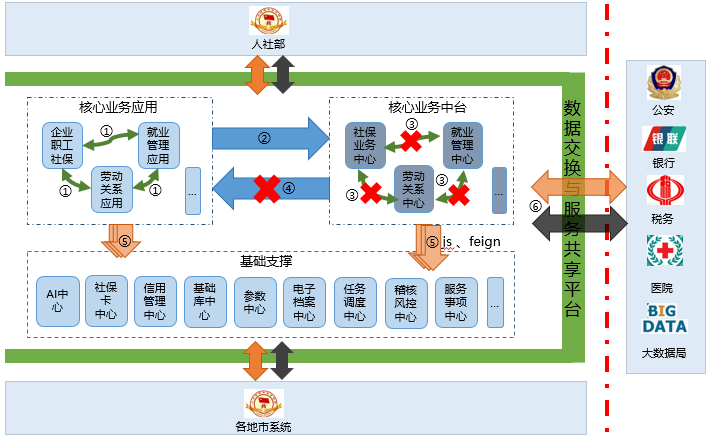 人社部
核心业务应用
核心业务中台
企业
职工
社保
①
就业
管理
应用
①
劳动
关系
应用
①
...
②
④
社保
业务
中心
③
就业
管理
中心
③
劳动
关系
中心
③
...
⑤
⑤ js 、feign
基础支撑
AI中
心
社保
卡
中心
信用
管理
中心
基础
库中
心
参数
中心
电子
档案
中心
任务
调度
中心
稽核
风控
中心
服务
事项
中心
...
数据交换与服务共享平台
⑥
公安
银联
银行
税务
医院
BIG
DATA
大数据局
各地市系统